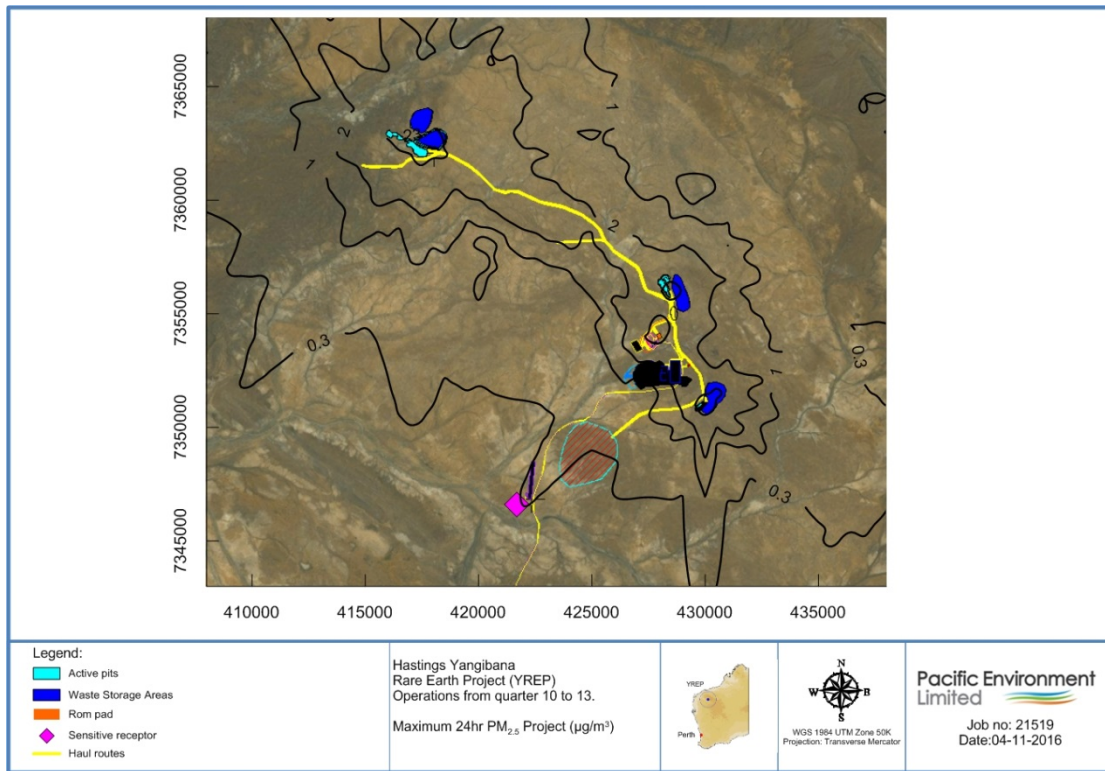 7365000
7360000
7355000
7350000
7345000
1
2
1
2
1
1
0.3
0.3
0.3
410000
415000
420000
425000
430000
435000
Legend:
Active pits
Waste Storage Areas
Rom pad
Sensitive receptor
Haul routes
Hastings Yangibana
Rare Earth Project (YREP)
Operations from quarter 10 to 13.
Maximum 24hr PM2.5 Project (µg/m³)
YREP
Perth
N
W
E
S
WGS 1984 UTM Zone 50K
Projection: Transverse Mercator
Pacific Environment
Limited
Job no: 21519
Date:04-11-2016